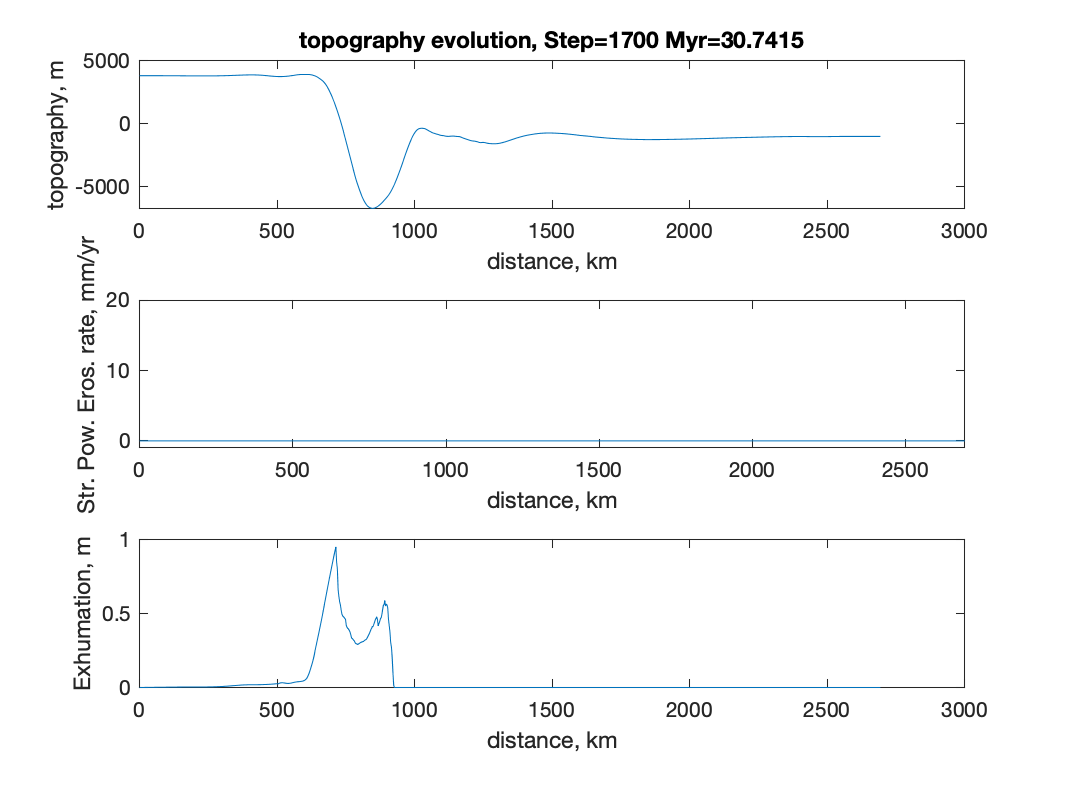 topography evolution, Step=1700 Myr=30.7415
topography, m
5000
0
-5000
0 500 1000 1500 2000 2500 3000
distance, km
Str. Pow. Eros. rate, mm/yr
20
10
0
0 500 1000 1500 2000 2500
distance, km
Exhumation, m
1
0.5
0
0 500 1000 1500 2000 2500 3000
distance, km